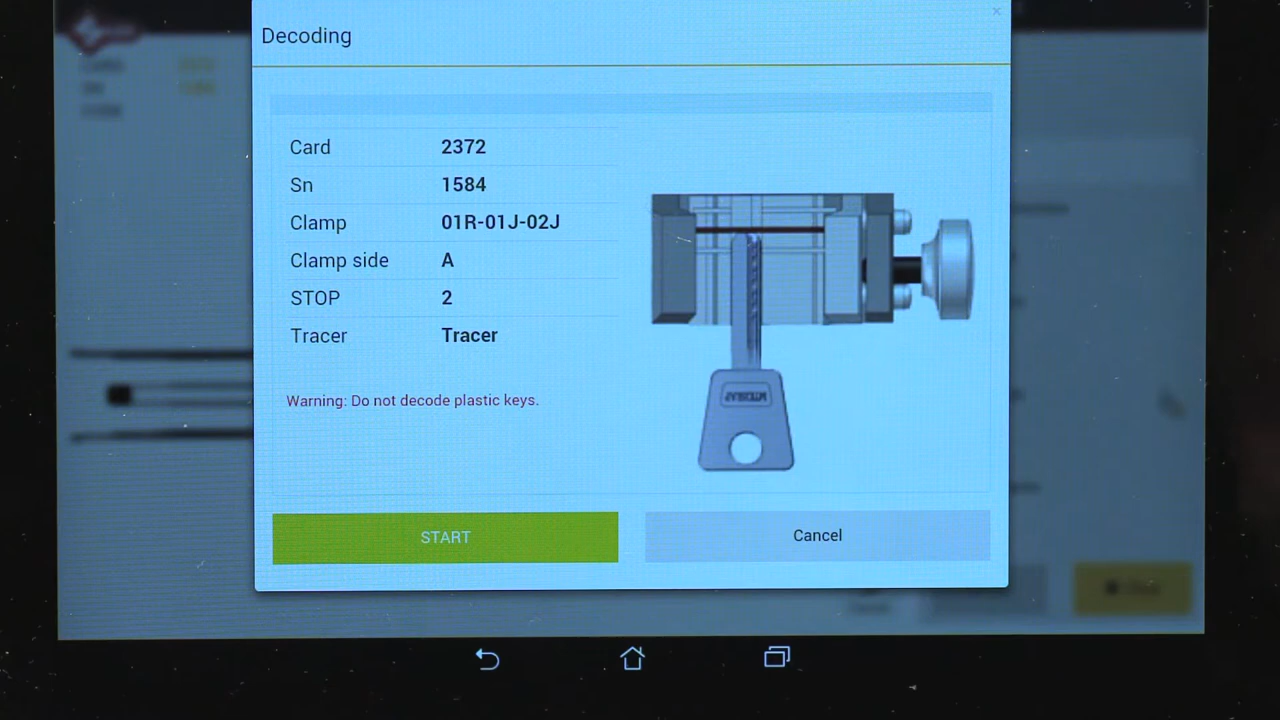 Decoding
Card 2372
Sn 1584
Clamp 01R-01J-02J
Clamp side A
STOP 2
Tracer Tracer
Warning: Do not decode plastic keys.
START
Cancel